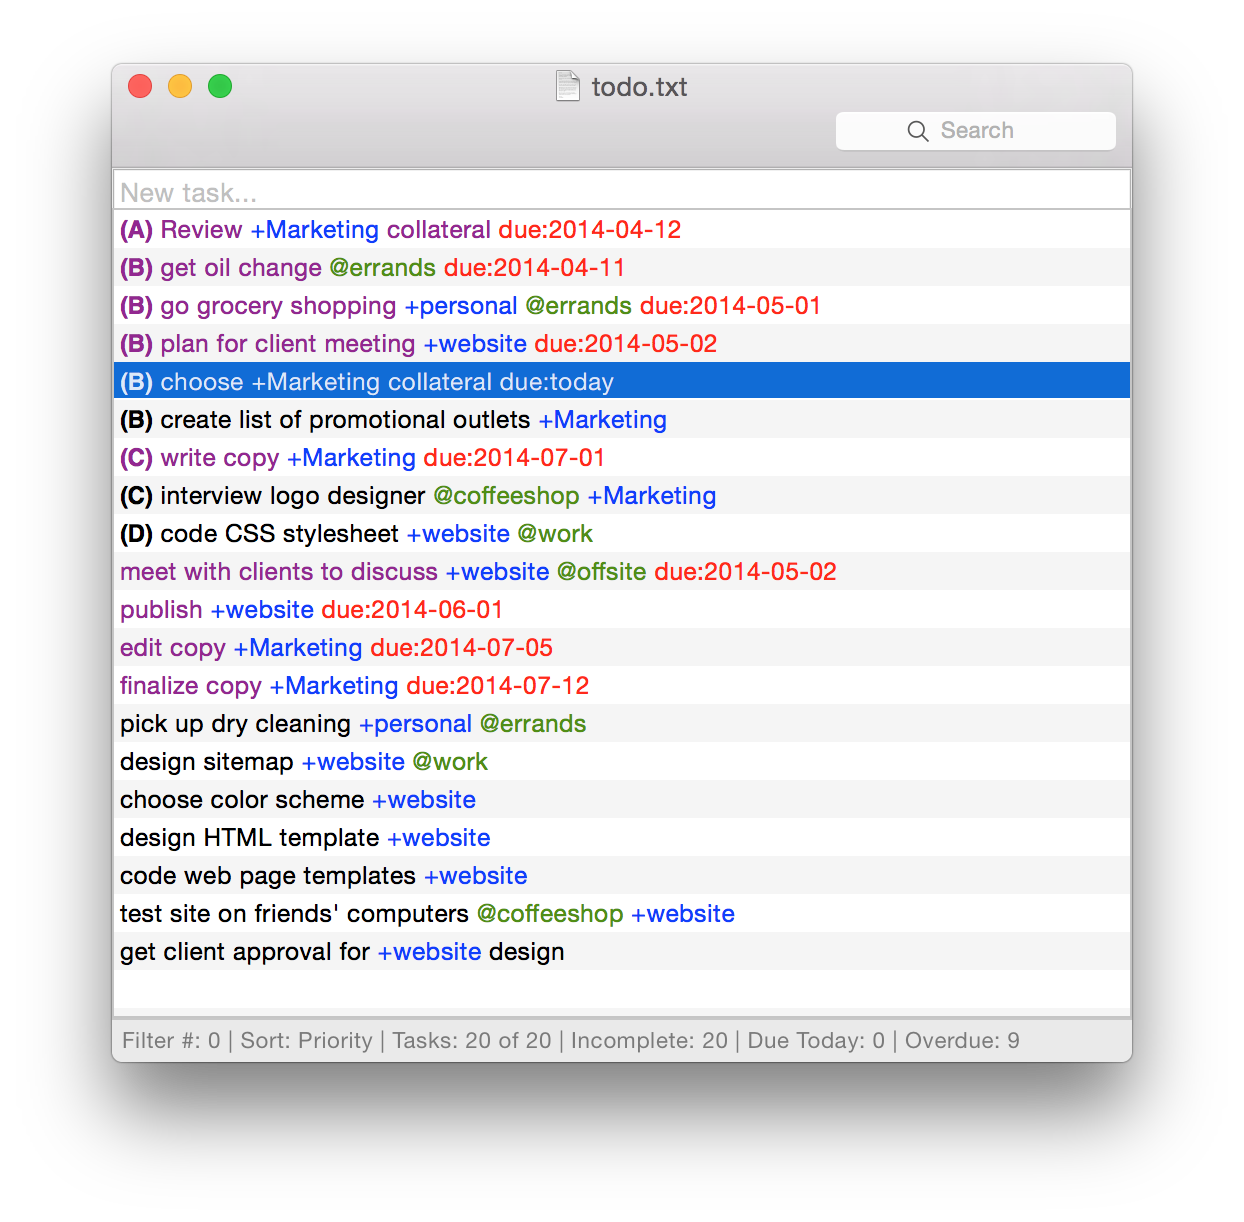 todo.txt
Search
New task...
(A) Review +Marketing collateral due:2014-04-12
(B) get oil change @errands due:2014-04-11
(B) go grocery shopping +personal @errands due:2014-05-01
(B) plan for client meeting +website due:2014-05-02
(B) choose +Marketing collateral due:today
(B) create list of promotional outlets +Marketing
(C) write copy +Marketing due:2014-07-01
(C) interview logo designer @coffeeshop +Marketing
(D) code CSS stylesheet +website @work
meet with clients to discuss +website @offsite due:2014-05-02
publish +website due:2014-06-01
edit copy +Marketing due:2014-07-05
finalize copy +Marketing due:2014-07-12
pick up dry cleaning +personal @errands
design sitemap +website @work
choose color scheme +website
design HTML template +website
code web page templates +website
test site on friends' computers @coffeeshop +website
get client approval for +website design
Filter #: 0 | Sort: Priority | Tasks: 20 of 20 | Incomplete: 20 | Due Today: 0 | Overdue: 9